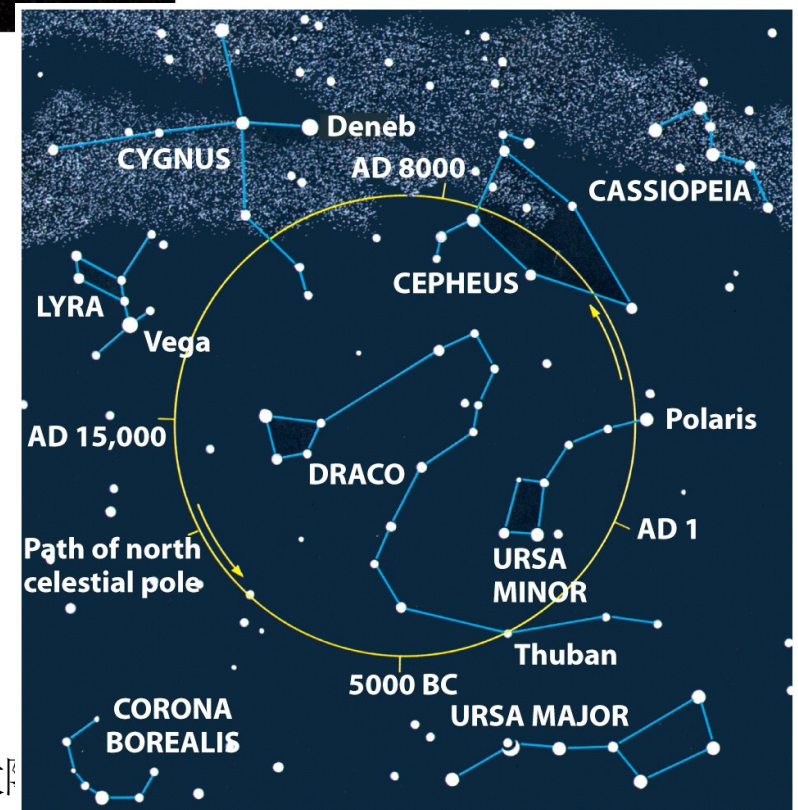 Deneb
CYGNUS
AD 8000
CASSIOPEIA
CEPHEUS
LYRA
Vega
Polaris
AD 15,000
DRACO
AD 1
Path of north
celestial pole
URSA
MINOR
Thuban
5000 BC
CORONA
BOREALIS
URSA MAJOR